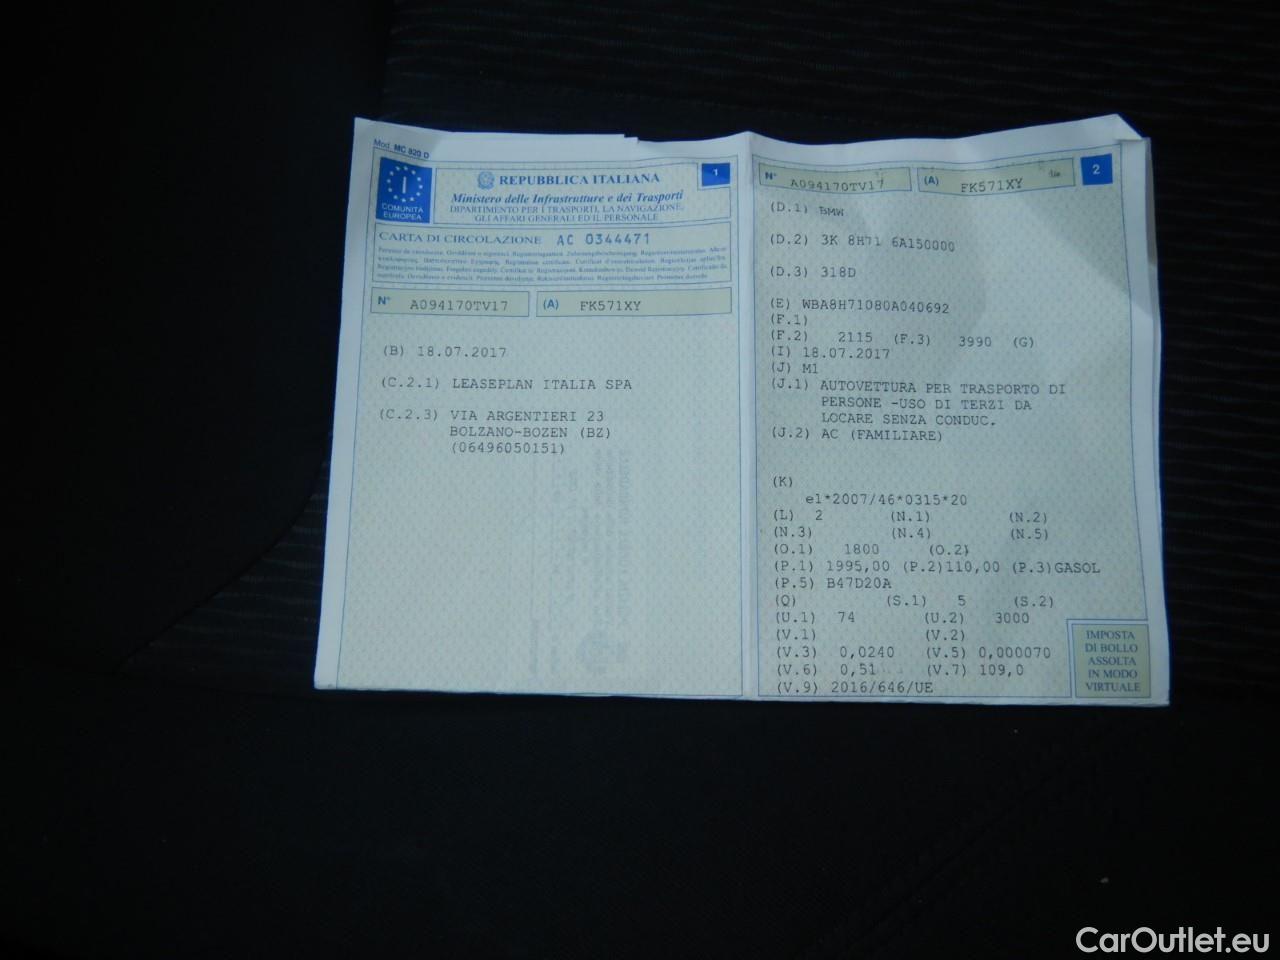 Mod. MC 820 D
I
COMUNITÀ
EUROPEA
REPUBBLICA ITALIANA
1
Ministero delle Infrastrutture e dei Trasporti
DIPARTIMENTO PER I TRASPORTI, LA NAVIGAZIONE,
GLI AFFARI GENERALI ED IL PERSONALE
CARTA DI CIRCOLAZIONE AC 0344471
N° A094170TV17 (A) FK571XY
(B) 18.07.2017
(C.2.1) LEASEPLAN ITALIA SPA
(C.2.3) VIA ARGENTIERI 23
BOLZANO-BOZEN (BZ)
(06496050151)
N° A094170TV17 (A) FK571XY 2
(D.1) BMW
(D.2) 3K 8H71 6A150000
(D.3) 318D
(E) WBA8H71080A040692
(F.1)
(F.2) 2115 (F.3) 3990 (G)
(I) 18.07.2017
(J) M1
(J.1) AUTOVETTURA PER TRASPORTO DI
PERSONE -USO DI TERZI DA
LOCARE SENZA CONDUC.
(J.2) AC (FAMILIARE)
(K)
e1*2007/46*0315*20
(L) 2 (N.1) (N.2)
(N.3) (N.4) (N.5)
(O.1) 1800 (O.2)
(P.1) 1995,00 (P.2)110,00 (P.3)GASOL
(P.5) B47D20A
(Q) (S.1) 5 (S.2)
(U.1) 74 (U.2) 3000
(V.1) (V.2)
(V.3) 0,0240 (V.5) 0,000070
(V.6) 0,51 (V.7) 109,0
(V.9) 2016/646/UE
IMPOSTA
DI BOLLO
ASSOLTA
IN MODO
VIRTUALE
CarOutlet.eu